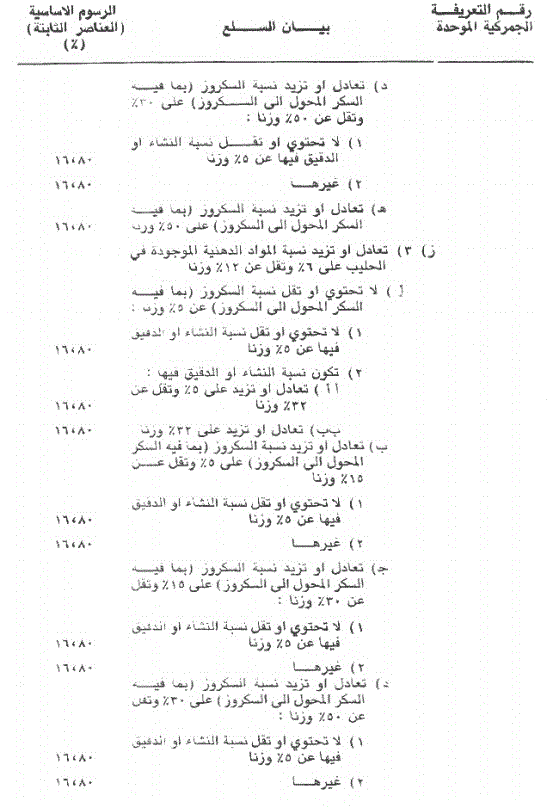 رقم التعريفة الجمركية الموحدة
بيان السلع
الرسوم الاساسية (العناصر الثابتة) (٪)
د) تعادل او تزيد نسبة السكروز (بما فيه
السكر المحول الى السكروز) على ٣٠٪
وتقل عن ٥٠٪ وزنا :
١) لا تحتوي او تقل نسبة النشاء او
الدقيق فيها عن ٥٪ وزنا ١٦،٨٠
٢) غيرها ١٦،٨٠
ه) تعادل او تزيد نسبة السكروز (بما فيه
السكر المحول الى السكروز) على ٥٠٪ وزنا ١٦،٨٠
ز) ٣) تعادل او تزيد نسبة المواد الدهنية الموجودة في
الحليب على ٦٪ وتقل عن ١٢٪ وزنا
أ) لا تحتوي او تقل نسبة السكروز (بما فيه
السكر المحول الى السكروز) عن ٥٪ وزنا :
١) لا تحتوي او تقل نسبة النشاء او الدقيق
فيها عن ٥٪ وزنا ١٦،٨٠
٢) تكون نسبة النشاء او الدقيق فيها :
أأ) تعادل او تزيد على ٥٪ وتقل عن
٣٢٪ وزنا ١٦،٨٠
ب‌ب) تعادل او تزيد على ٣٢٪ وزنا ١٦،٨٠
ب) تعادل او تزيد نسبة السكروز (بما فيه السكر
المحول الى السكروز) على ٥٪ وتقل عن
١٥٪ وزنا
١) لا تحتوي او تقل نسبة النشاء او الدقيق
فيها عن ٥٪ وزنا ١٦،٨٠
٢) غيرها ١٦،٨٠
ج) تعادل او تزيد نسبة السكروز (بما فيه
السكر المحول الى السكروز) على ١٥٪ وتقل
عن ٣٠٪ وزنا :
١) لا تحتوي او تقل نسبة النشاء او الدقيق
فيها عن ٥٪ وزنا ١٦،٨٠
٢) غيرها ١٦،٨٠
د) تعادل او تزيد نسبة السكروز (بما فيه
السكر المحول الى السكروز) على ٣٠٪ وتقل
عن ٥٠٪ وزنا :
١) لا تحتوي او تقل نسبة النشاء او الدقيق
فيها عن ٥٪ وزنا ١٦،٨٠
٢) غيرها ١٦،٨٠